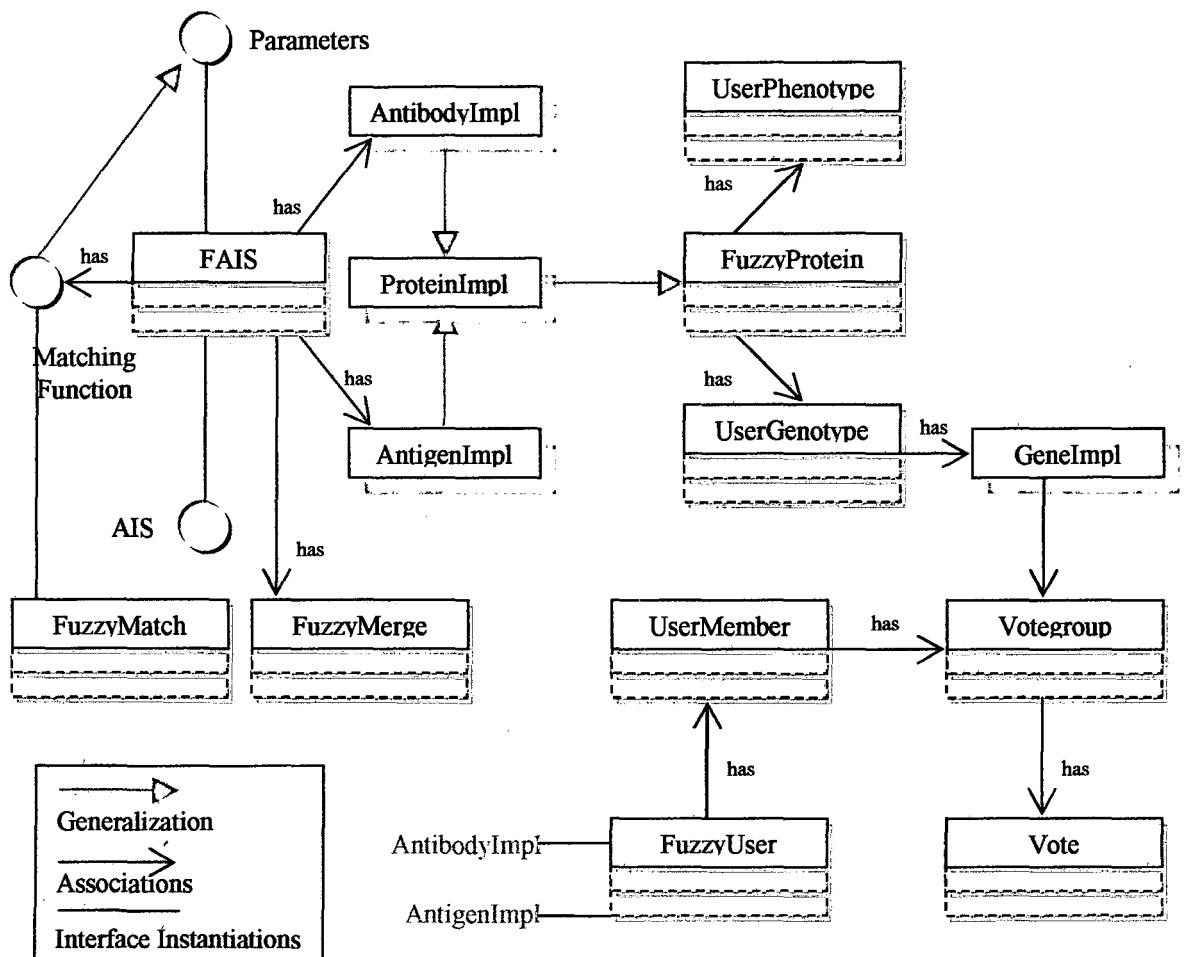 Parameters
UserPhenotype
AntibodyImpl
has
has
has
FAIS
FuzzyProtein
ProteinImpl
Matching
Function
has
has
UserGenotype
has
AntigenImpl
GeneImpl
AIS
has
FuzzyMatch
FuzzyMerge
UserMember
has
Votegroup
has
has
Generalization
Associations
Interface Instantiations
AntibodyImpl
FuzzyUser
Vote
AntigenImpl